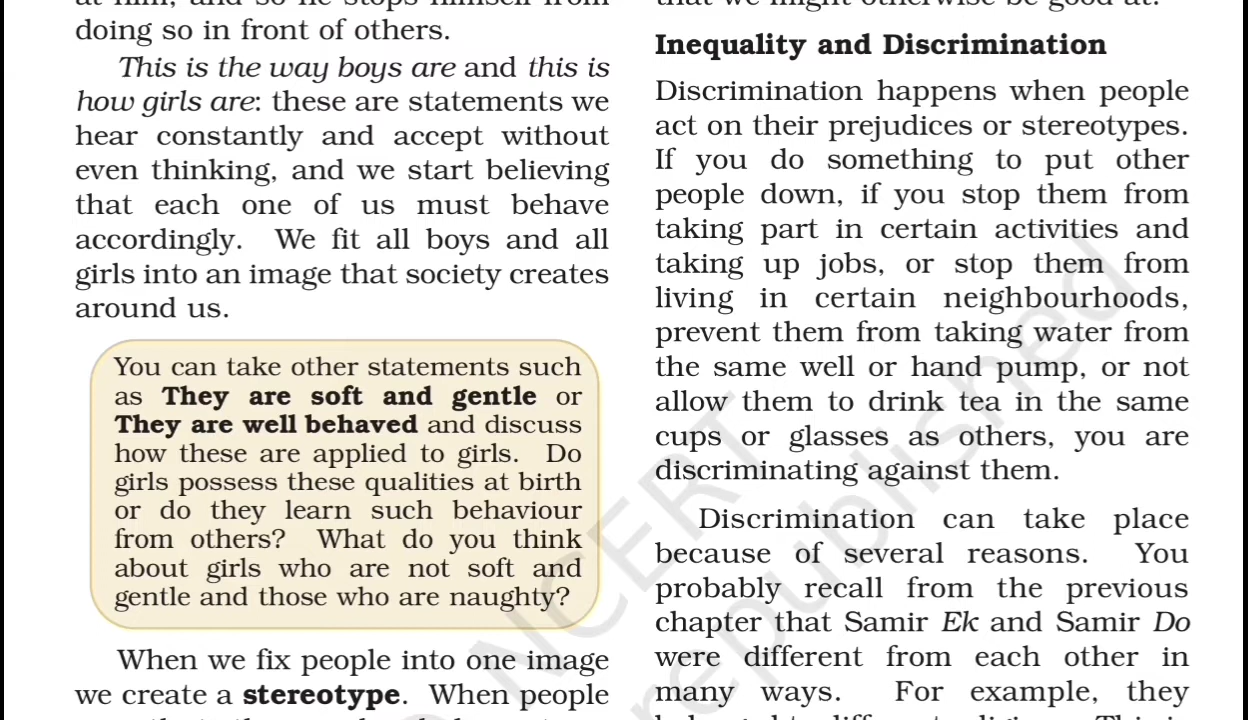 doing so in front of others.
This is the way boys are and this is
how girls are: these are statements we
hear constantly and accept without
even thinking, and we start believing
that each one of us must behave
accordingly. We fit all boys and all
girls into an image that society creates
around us.
You can take other statements such
as They are soft and gentle or
They are well behaved and discuss
how these are applied to girls. Do
girls possess these qualities at birth
or do they learn such behaviour
from others? What do you think
about girls who are not soft and
gentle and those who are naughty?
When we fix people into one image
we create a stereotype. When people
that we might otherwise be good at.
Inequality and Discrimination
Discrimination happens when people
act on their prejudices or stereotypes.
If you do something to put other
people down, if you stop them from
taking part in certain activities and
taking up jobs, or stop them from
living in certain neighbourhoods,
prevent them from taking water from
the same well or hand pump, or not
allow them to drink tea in the same
cups or glasses as others, you are
discriminating against them.
Discrimination can take place
because of several reasons. You
probably recall from the previous
chapter that Samir Ek and Samir Do
were different from each other in
many ways. For example, they
NCERT
republished